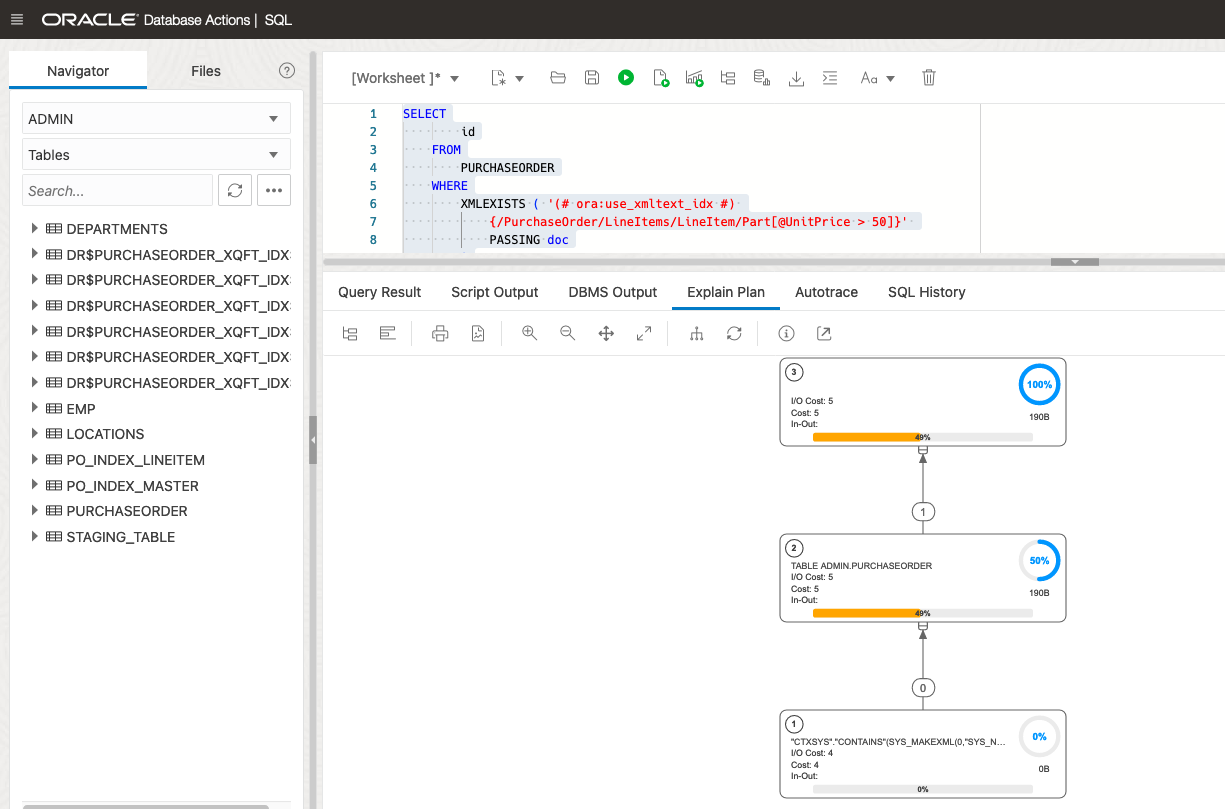 ORACLE Database Actions | SQL
Navigator
Files
ADMIN
Tables
Search...
DEPARTMENTS
DR$PURCHASEORDER_XQFT_IDX
DR$PURCHASEORDER_XQFT_IDX
DR$PURCHASEORDER_XQFT_IDX
DR$PURCHASEORDER_XQFT_IDX
DR$PURCHASEORDER_XQFT_IDX
DR$PURCHASEORDER_XQFT_IDX
EMP
LOCATIONS
PO_INDEX_LINEITEM
PO_INDEX_MASTER
PURCHASEORDER
STAGING_TABLE
[Worksheet ]*
Aa
1 SELECT
2 id
3 FROM
4 PURCHASEORDER
5 WHERE
6 XMLEXISTS ( '(# ora:use_xmltext_idx #)
7 {/PurchaseOrder/LineItems/LineItem/Part[@UnitPrice > 50]}'
8 PASSING doc
Query Result Script Output DBMS Output Explain Plan Autotrace SQL History
3
100%
I/O Cost: 5
Cost: 5
190B
In-Out:
49%
1
2
50%
TABLE ADMIN.PURCHASEORDER
I/O Cost: 5
Cost: 5
190B
In-Out:
49%
0
1
0%
"CTXSYS"."CONTAINS"(SYS_MAKEXML(0,"SYS_N...
I/O Cost: 4
Cost: 4
0B
In-Out:
0%